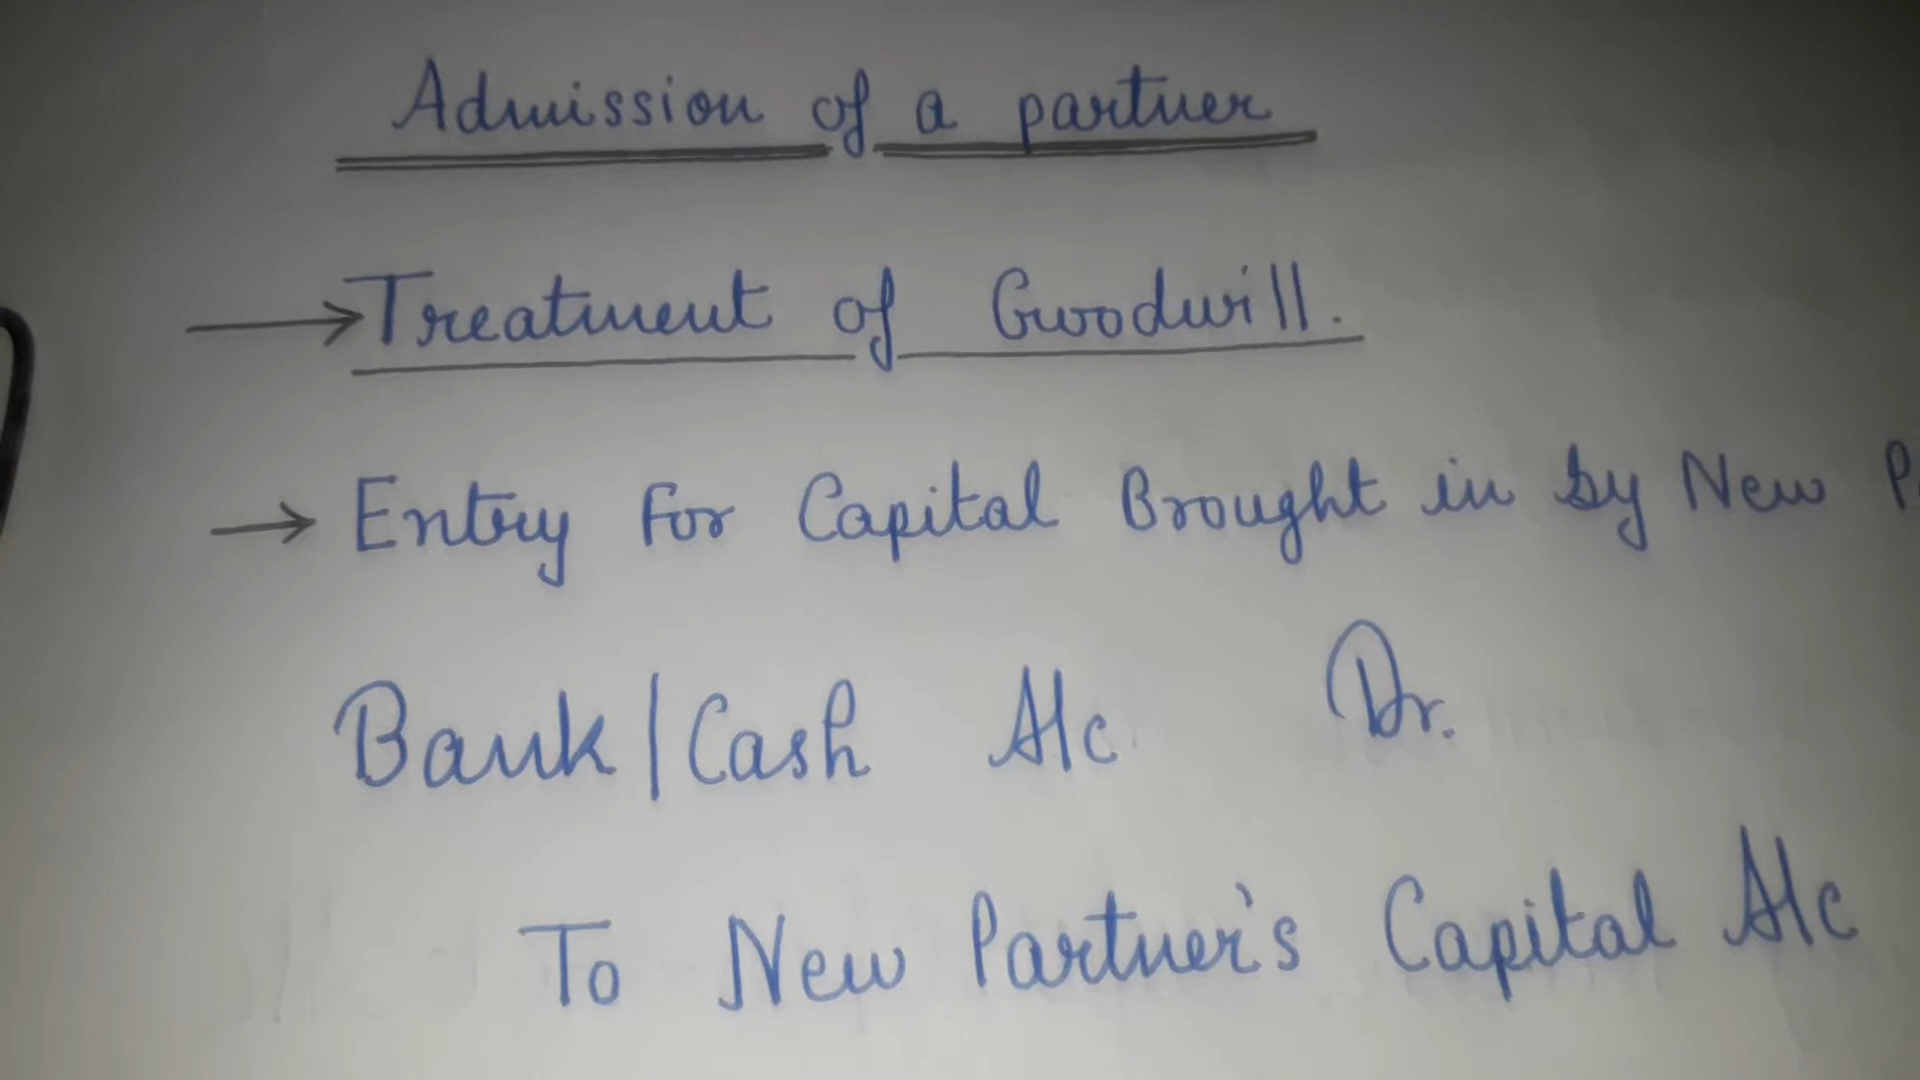 Admission of a partner
→ Treatment of Goodwill.
→ Entry For Capital Brought in by New P
Bank/Cash A/c Dr.
To New Partner's Capital A/c